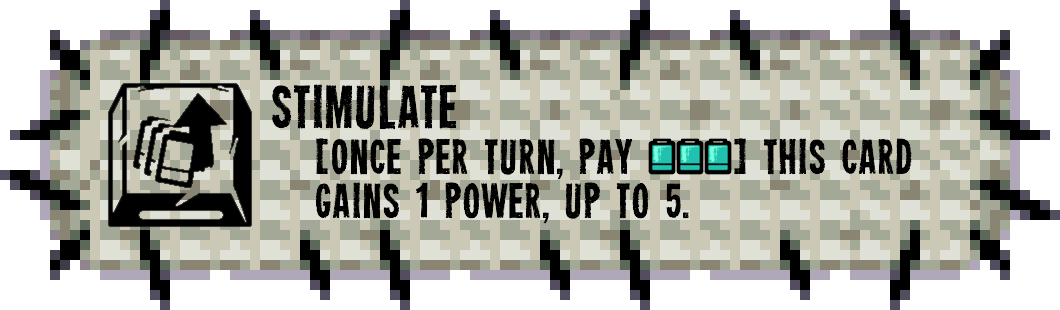 STIMULATE
[ONCE PER TURN, PAY ] THIS CARD
GAINS 1 POWER, UP TO 5.